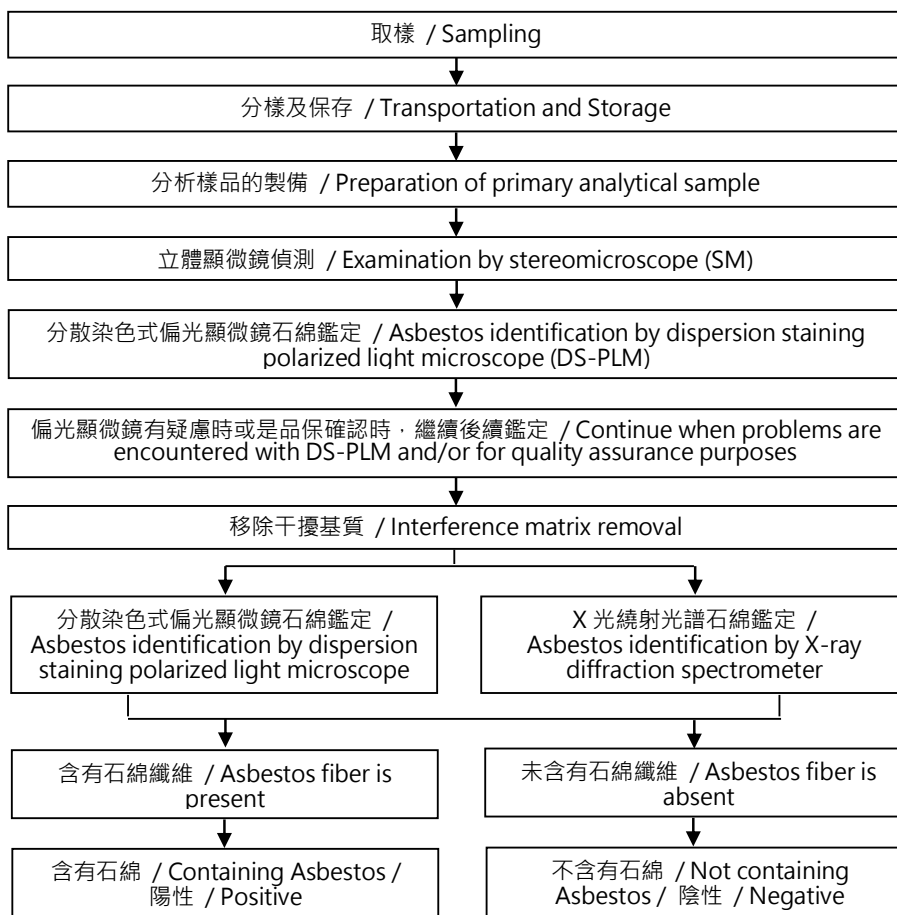 取樣 / Sampling
分樣及保存 / Transportation and Storage
分析樣品的製備 / Preparation of primary analytical sample
立體顯微鏡偵測 / Examination by stereomicroscope (SM)
分散染色式偏光顯微鏡石綿鑑定 / Asbestos identification by dispersion staining
polarized light microscope (DS-PLM)
偏光顯微鏡有疑慮時或是品保確認時，繼續後續鑑定 / Continue when problems are
encountered with DS-PLM and/or for quality assurance purposes
移除干擾基質 / Interference matrix removal
分散染色式偏光顯微鏡石綿鑑定 /
Asbestos identification by dispersion
staining polarized light microscope
X 光繞射光譜石綿鑑定 /
Asbestos identification by X-ray
diffraction spectrometer
含有石綿纖維 / Asbestos fiber is
present
未含有石綿纖維 / Asbestos fiber is
absent
含有石綿 / Containing Asbestos /
陽性 / Positive
不含有石綿 / Not containing
Asbestos / 陰性 / Negative